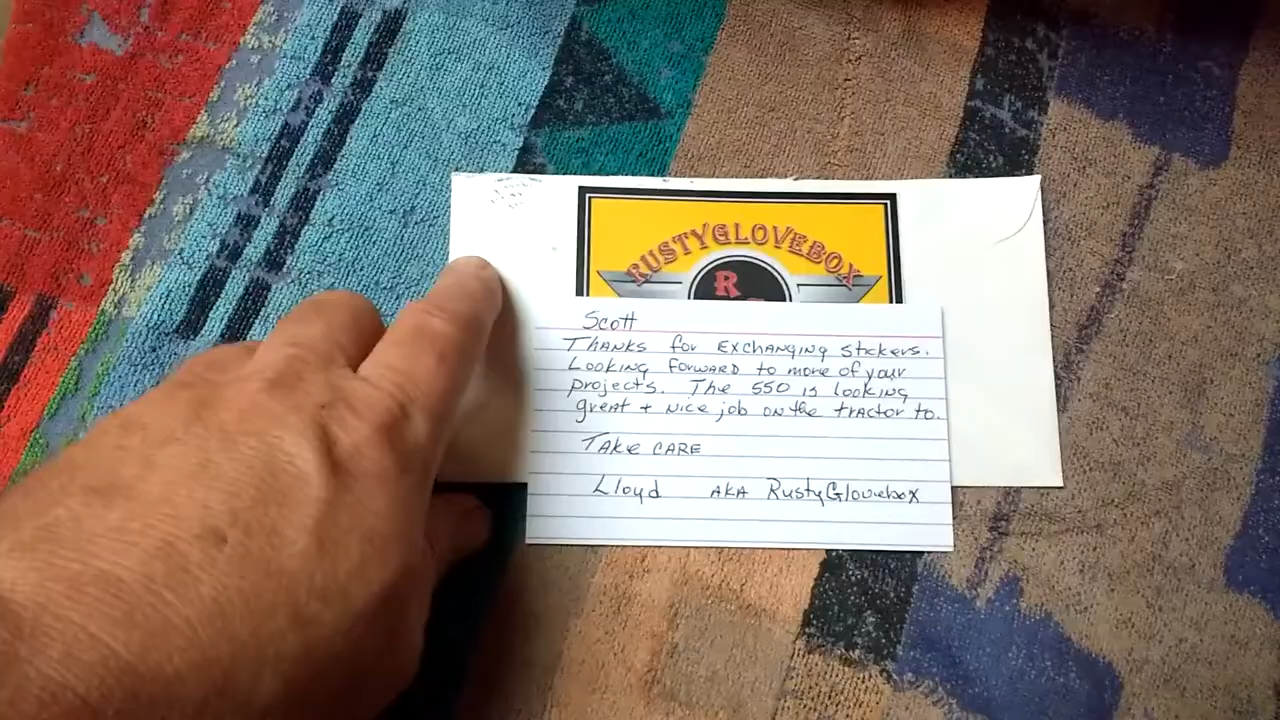 RUSTYGLOVEBOX
R
Scott
Thanks for exchanging stickers.
Looking forward to more of your
projects. The 550 is looking
great + nice job on the tractor to.
Take care
Lloyd AKA RustyGlovebox